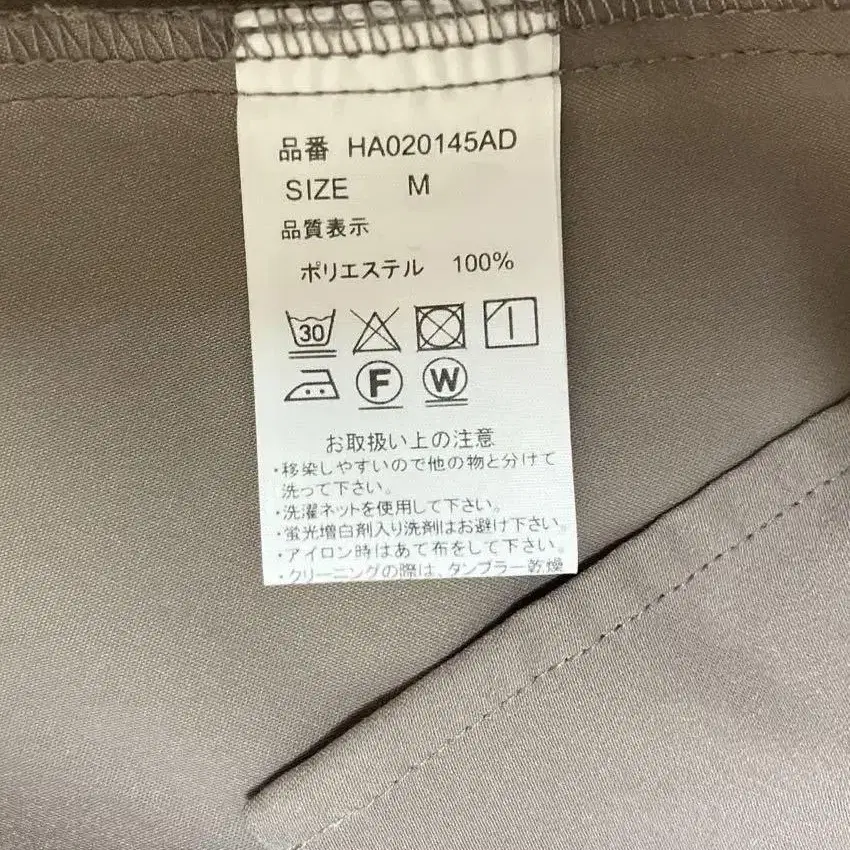 品番 HA020145AD
SIZE M
品質表示
ポリエステル 100%
30
F W
お取扱い上の注意
・移染しやすいので他の物と分けて
洗って下さい。
・洗濯ネットを使用して下さい。
・蛍光増白剤入り洗剤はお避け下さい。
・アイロン時はあて布をして下さい。
・クリーニングの際は、タンブラー乾燥